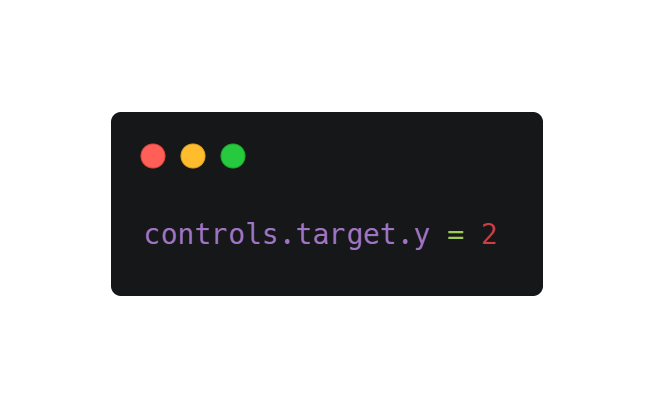 controls.target.y = 2